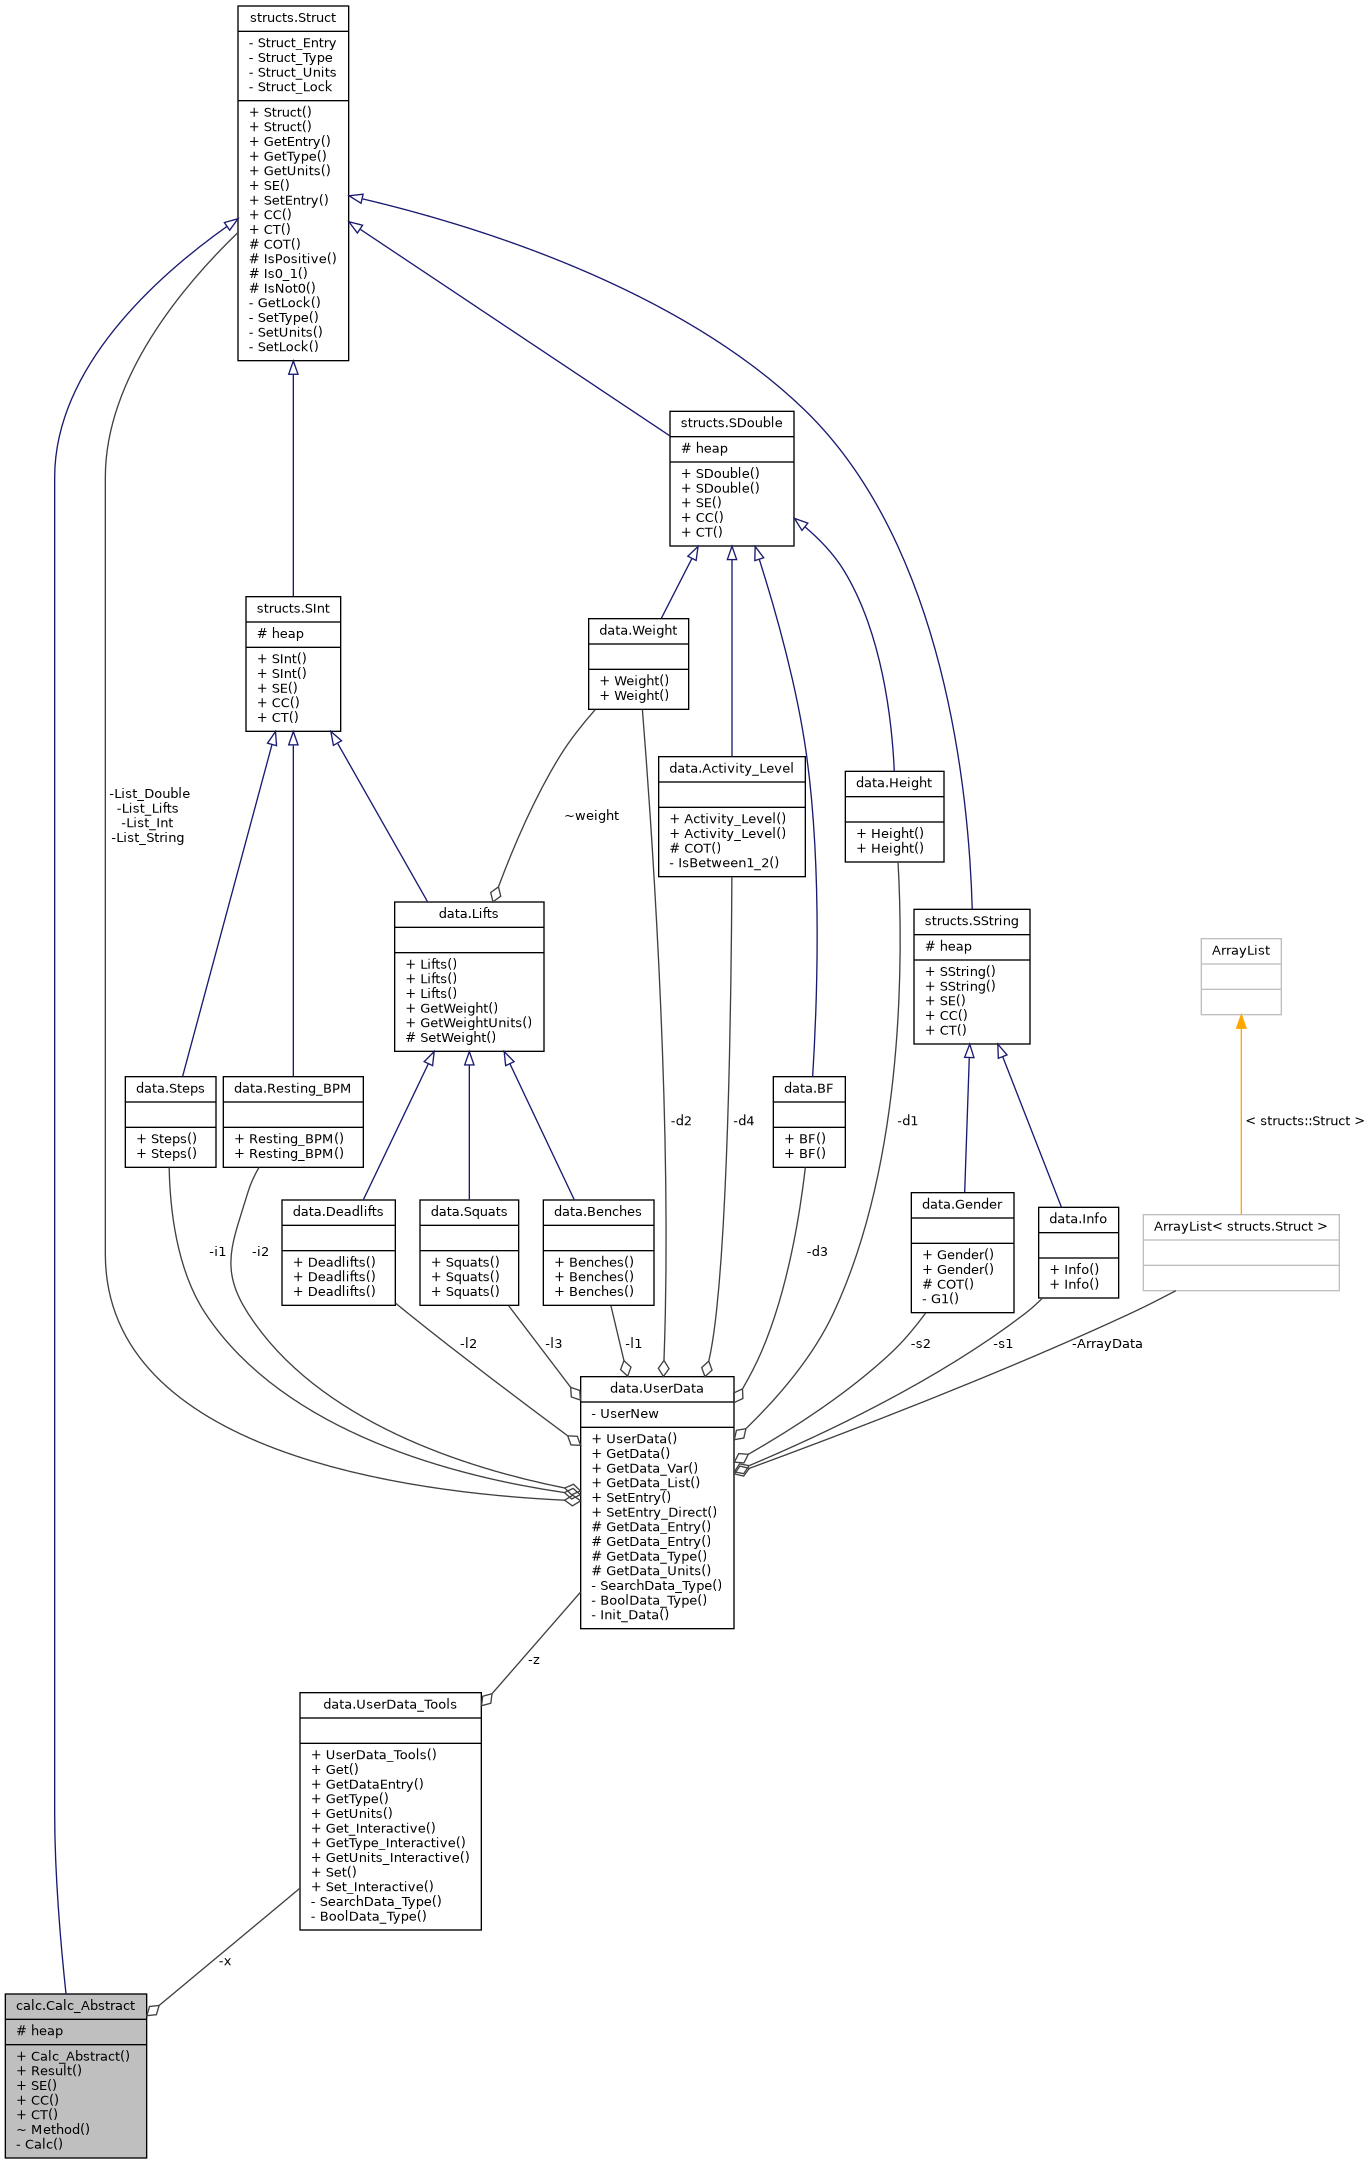 structs.Struct
- Struct_Entry
- Struct_Type
- Struct_Units
- Struct_Lock
+ Struct()
+ Struct()
+ GetEntry()
+ GetType()
+ GetUnits()
+ SE()
+ SetEntry()
+ CC()
+ CT()
# COT()
# IsPositive()
# Is0_1()
# IsNot0()
- GetLock()
- SetType()
- SetUnits()
- SetLock()
structs.SDouble
# heap
+ SDouble()
+ SDouble()
+ SE()
+ CC()
+ CT()
structs.SInt
# heap
+ SInt()
+ SInt()
+ SE()
+ CC()
+ CT()
data.Weight
+ Weight()
+ Weight()
data.Activity_Level
+ Activity_Level()
+ Activity_Level()
# COT()
- IsBetween1_2()
data.Height
+ Height()
+ Height()
-List_Double
-List_Lifts
-List_Int
-List_String
~weight
data.Lifts
+ Lifts()
+ Lifts()
+ Lifts()
+ GetWeight()
+ GetWeightUnits()
# SetWeight()
structs.SString
# heap
+ SString()
+ SString()
+ SE()
+ CC()
+ CT()
ArrayList
data.Steps
+ Steps()
+ Steps()
data.Resting_BPM
+ Resting_BPM()
+ Resting_BPM()
-d2
-d4
data.BF
+ BF()
+ BF()
-d1
< structs::Struct >
data.Deadlifts
+ Deadlifts()
+ Deadlifts()
+ Deadlifts()
data.Squats
+ Squats()
+ Squats()
+ Squats()
data.Benches
+ Benches()
+ Benches()
+ Benches()
data.Gender
+ Gender()
+ Gender()
# COT()
- G1()
data.Info
+ Info()
+ Info()
ArrayList< structs.Struct >
-i1
-i2
-d3
-l2
-l3
-l1
-s2
-s1
-ArrayData
data.UserData
- UserNew
+ UserData()
+ GetData()
+ GetData_Var()
+ GetData_List()
+ SetEntry()
+ SetEntry_Direct()
# GetData_Entry()
# GetData_Entry()
# GetData_Type()
# GetData_Units()
- SearchData_Type()
- BoolData_Type()
- Init_Data()
-z
data.UserData_Tools
+ UserData_Tools()
+ Get()
+ GetDataEntry()
+ GetType()
+ GetUnits()
+ Get_Interactive()
+ GetType_Interactive()
+ GetUnits_Interactive()
+ Set()
+ Set_Interactive()
- SearchData_Type()
- BoolData_Type()
-x
calc.Calc_Abstract
# heap
+ Calc_Abstract()
+ Result()
+ SE()
+ CC()
+ CT()
~ Method()
- Calc()